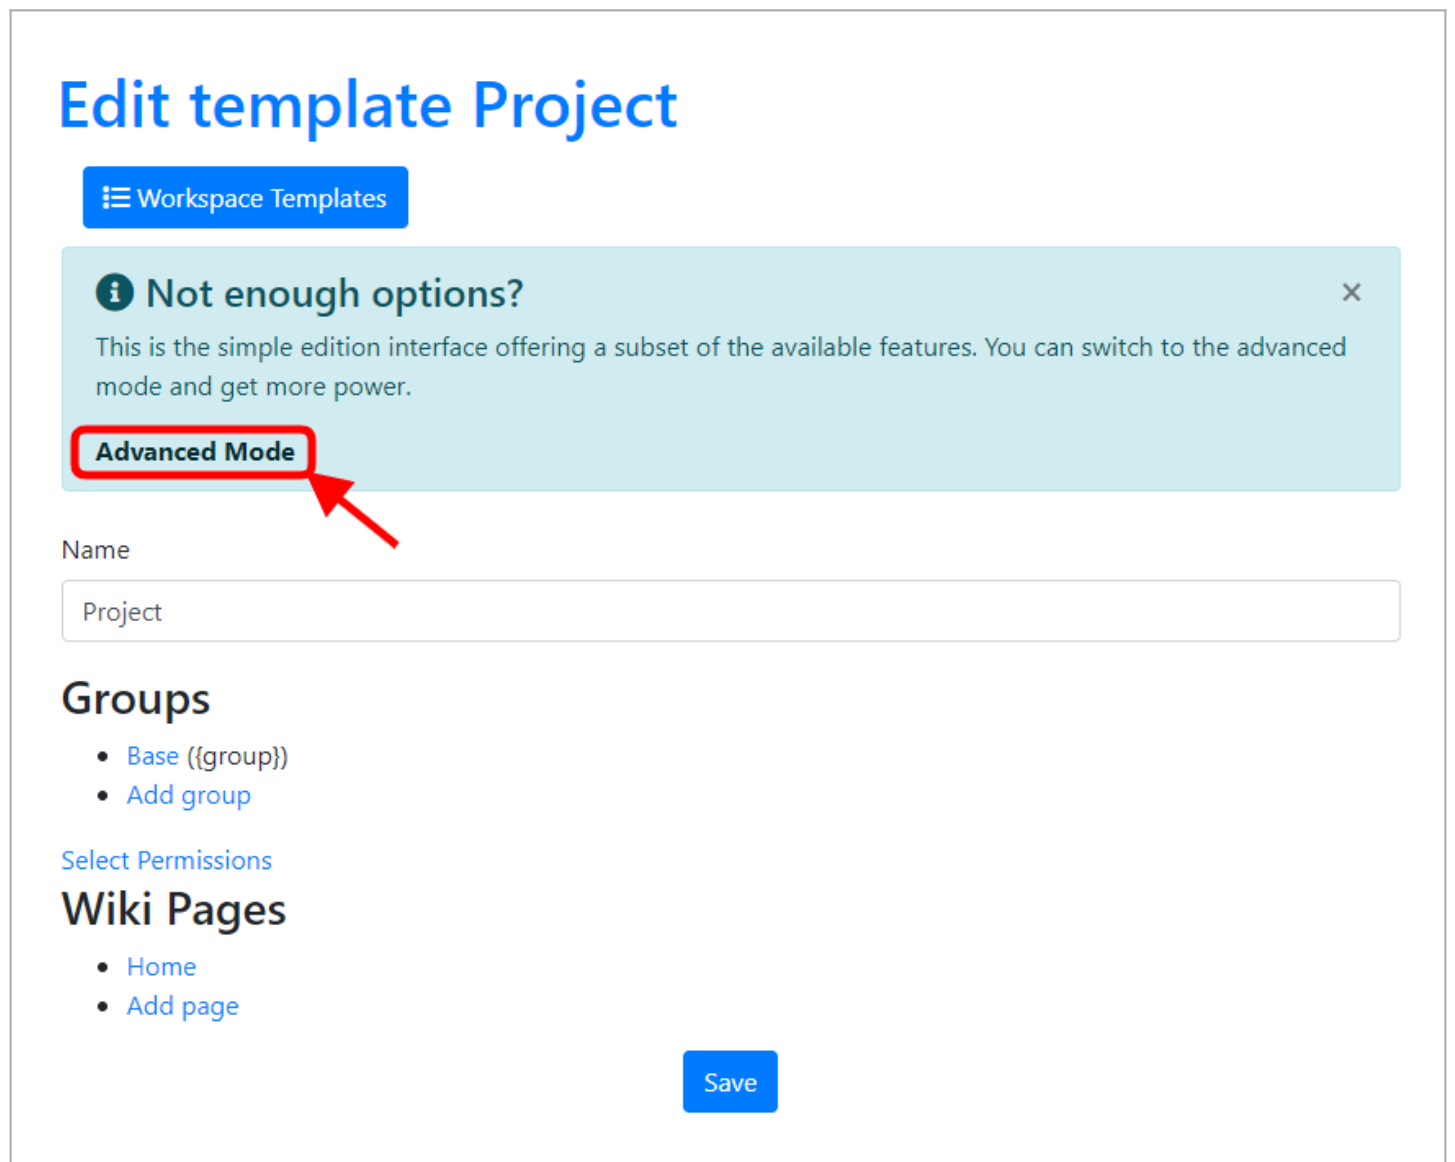 Edit template Project
Workspace Templates
Not enough options?
×
This is the simple edition interface offering a subset of the available features. You can switch to the advanced
mode and get more power.
Advanced Mode
Name
Project
Groups
Base ({group})
Add group
Select Permissions
Wiki Pages
Home
Add page
Save